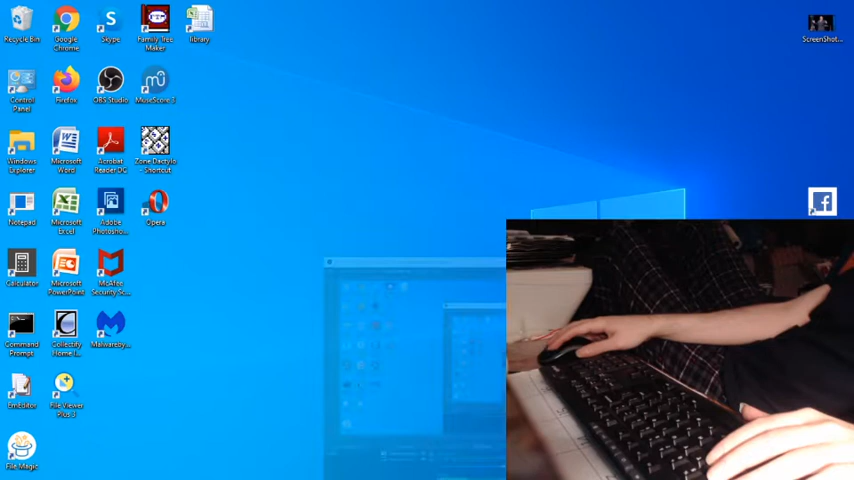 Recycle Bin
Google
Chrome
Skype
Family Tree
Maker
library
ScreenShot...
Control
Panel
Firefox
OBS Studio
MuseScore 3
Windows
Explorer
Microsoft
Word
Acrobat
Reader DC
Zone Dactylo
- Shortcut
Notepad
Microsoft
Excel
Adobe
Photosho...
Opera
Calculator
Microsoft
PowerPoint
McAfee
Security Sc...
Command
Prompt
Collectify
Home I...
Malwareby...
EmEditor
File Viewer
Plus 3
File Magic